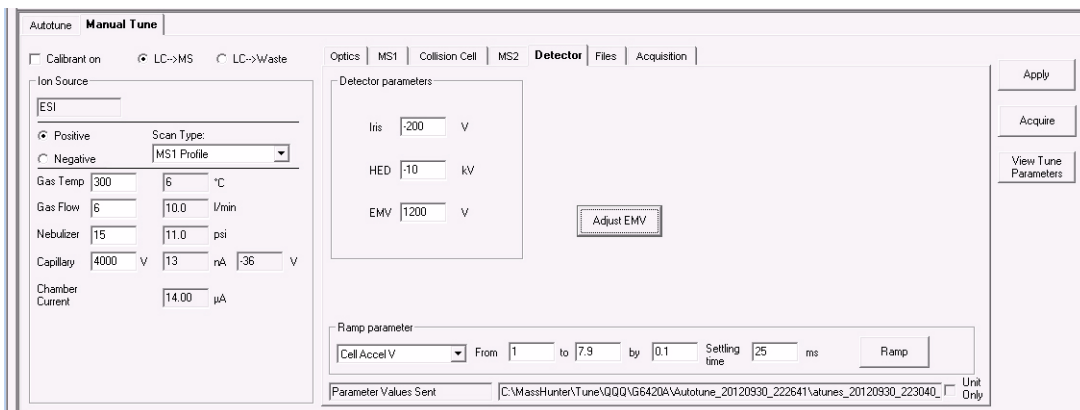 Autotune Manual Tune
Calibrant on LC-->MS LC-->Waste
Ion Source
ESI
Positive Scan Type:
Negative MS1 Profile
Gas Temp 300 6 °C
Gas Flow 6 10.0 l/min
Nebulizer 15 11.0 psi
Capillary 4000 V 13 nA -36 V
Chamber
Current 14.00 µA
Optics MS1 Collision Cell MS2 Detector Files Acquisition
Detector parameters
Iris -200 V
HED -10 kV
EMV 1200 V
Adjust EMV
Ramp parameter
Cell Accel V From 1 to 7.9 by 0.1 Settling time 25 ms Ramp
Parameter Values Sent C:\MassHunter\Tune\QQQ\G6420A\Autotune_20120930_222641\atunes_20120930_223040_ Unit Only
Apply
Acquire
View Tune
Parameters